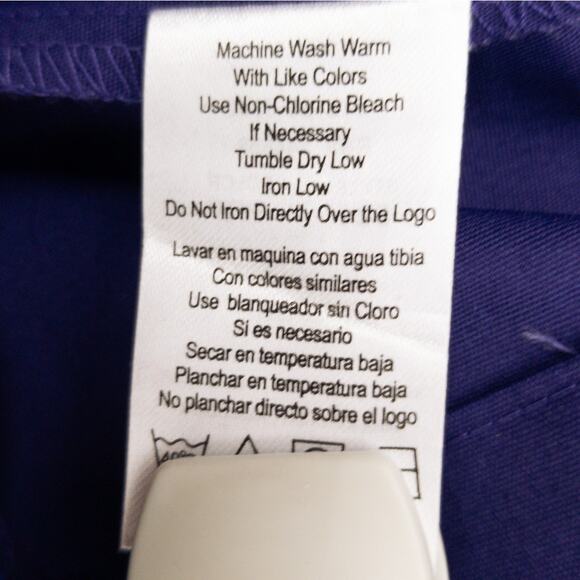 Machine Wash Warm
With Like Colors
Use Non-Chlorine Bleach
If Necessary
Tumble Dry Low
Iron Low
Do Not Iron Directly Over the Logo
Lavar en maquina con agua tibia
Con colores similares
Use blanqueador sin Cloro
Si es necesario
Secar en temperatura baja
Planchar en temperatura baja
No planchar directo sobre el logo